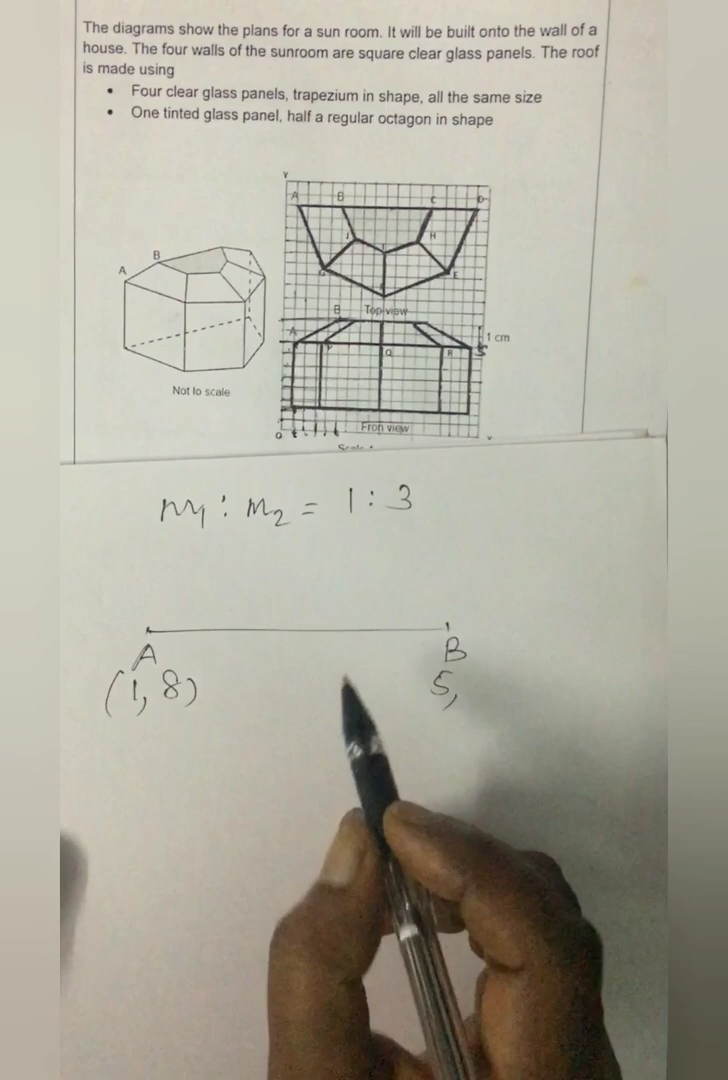 The diagrams show the plans for a sun room. It will be built onto the wall of a
house. The four walls of the sunroom are square clear glass panels. The roof
is made using
• Four clear glass panels, trapezium in shape, all the same size
• One tinted glass panel, half a regular octagon in shape
Y
A B C D
J H
G E
Top view
A B
Not to scale
B
A
P Q R S
1 cm
O
Fron view
m1 : m2 = 1 : 3
A B
(1, 8) 5,